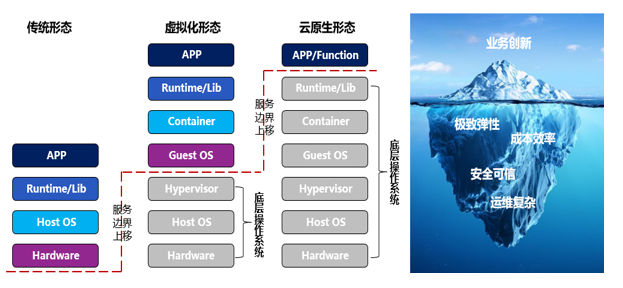 传统形态
APP
Runtime/Lib
Host OS
Hardware
服务
边界
上移
虚拟化形态
APP
Runtime/Lib
Container
Guest OS
Hypervisor
Host OS
Hardware
底层操作系统
服务
边界
上移
云原生形态
APP/Function
Runtime/Lib
Container
Guest OS
Hypervisor
Host OS
Hardware
底层操作系统
业务创新
极致弹性
成本效率
安全可信
运维复杂